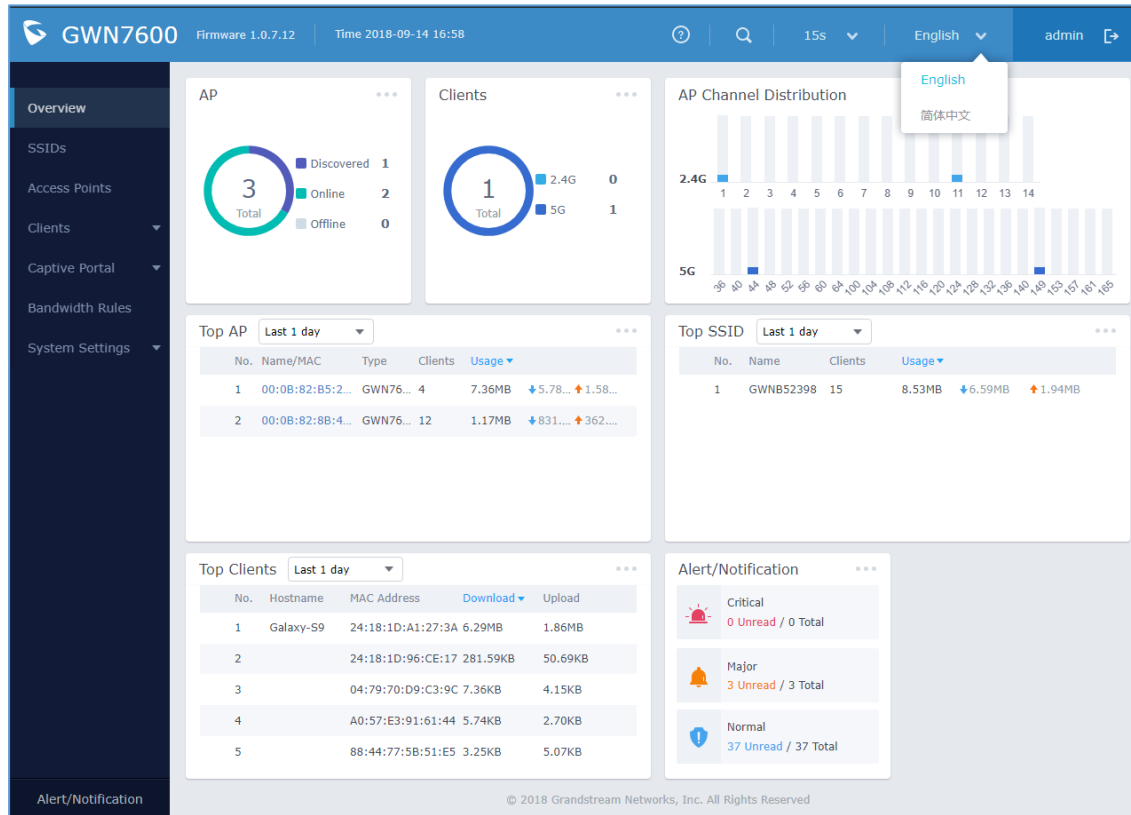 GWN7600 Firmware 1.0.7.12 Time 2018-09-14 16:58 15s English admin
English
简体中文
Overview
SSIDs
Access Points
Clients
Captive Portal
Bandwidth Rules
System Settings
Alert/Notification
AP
3
Total
Discovered 1
Online 2
Offline 0
Clients
1
Total
2.4G 0
5G 1
AP Channel Distribution
2.4G
1 2 3 4 5 6 7 8 9 10 11 12 13 14
5G
36 40 44 48 52 56 60 64 100 104 108 112 116 120 124 128 132 136 140 149 153 157 161 165
Top AP Last 1 day
No. Name/MAC Type Clients Usage
1 00:0B:82:B5:2... GWN76... 4 7.36MB 5.78... 1.58...
2 00:0B:82:8B:4... GWN76... 12 1.17MB 831.... 362....
Top SSID Last 1 day
No. Name Clients Usage
1 GWNB52398 15 8.53MB 6.59MB 1.94MB
Top Clients Last 1 day
No. Hostname MAC Address Download Upload
1 Galaxy-S9 24:18:1D:A1:27:3A 6.29MB 1.86MB
2 24:18:1D:96:CE:17 281.59KB 50.69KB
3 04:79:70:D9:C3:9C 7.36KB 4.15KB
4 A0:57:E3:91:61:44 5.74KB 2.70KB
5 88:44:77:5B:51:E5 3.25KB 5.07KB
Alert/Notification
Critical
0 Unread / 0 Total
Major
3 Unread / 3 Total
Normal
37 Unread / 37 Total
© 2018 Grandstream Networks, Inc. All Rights Reserved